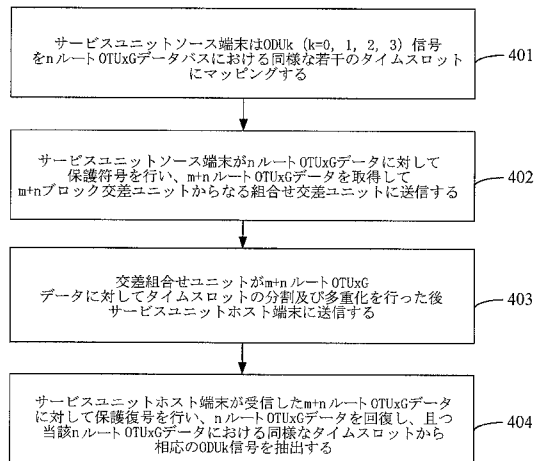 サービスユニットソース端末はODUk (k=0, 1, 2, 3) 信号
をnルートOTUxGデータバスにおける同様な若干のタイムスロット
にマッピングする
401
サービスユニットソース端末がnルートOTUxGデータに対して
保護符号を行い、m+nルートOTUxGデータを取得して
m+nブロック交差ユニットからなる組合せ交差ユニットに送信する
402
交差組合せユニットがm+nルートOTUxG
データに対してタイムスロットの分割及び多重化を行った後
サービスユニットホスト端末に送信する
403
サービスユニットホスト端末が受信したm+nルートOTUxGデータ
に対して保護復号を行い、nルートOTUxGデータを回復し、且つ
当該nルートOTUxGデータにおける同様なタイムスロットから
相応のODUk信号を抽出する
404